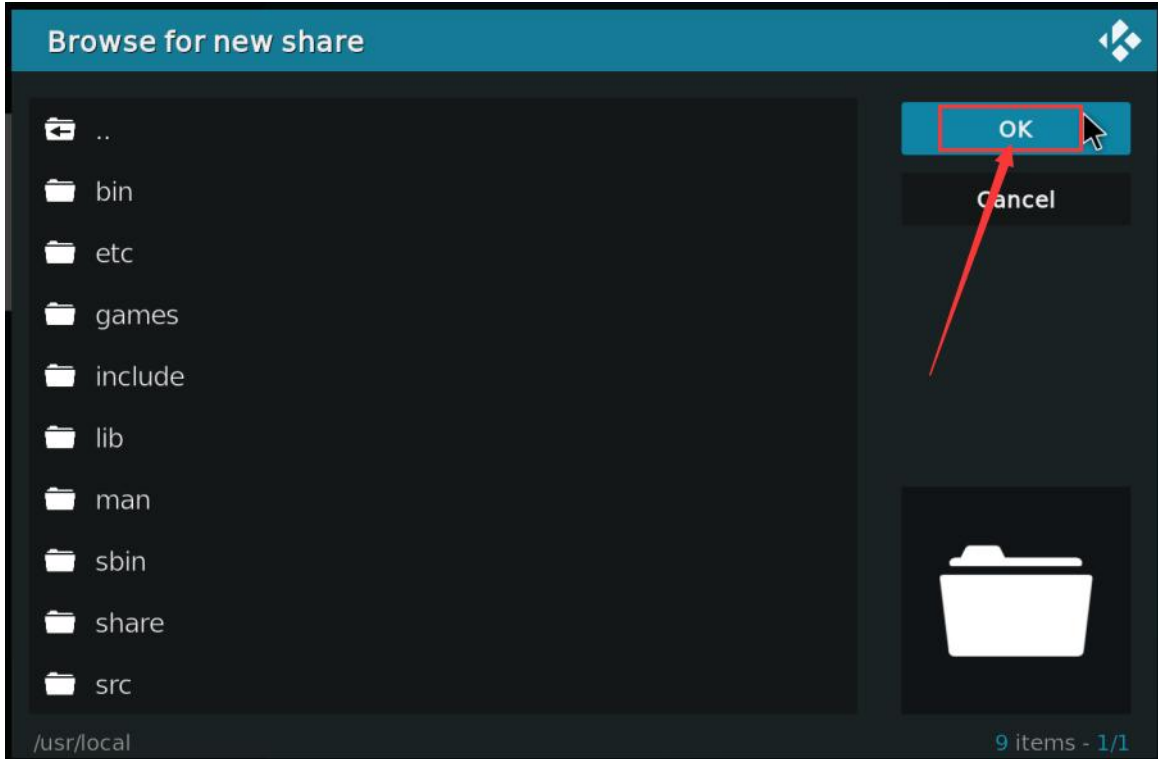 Browse for new share
..
bin
etc
games
include
lib
man
sbin
share
src
OK
Cancel
/usr/local
9 items - 1/1